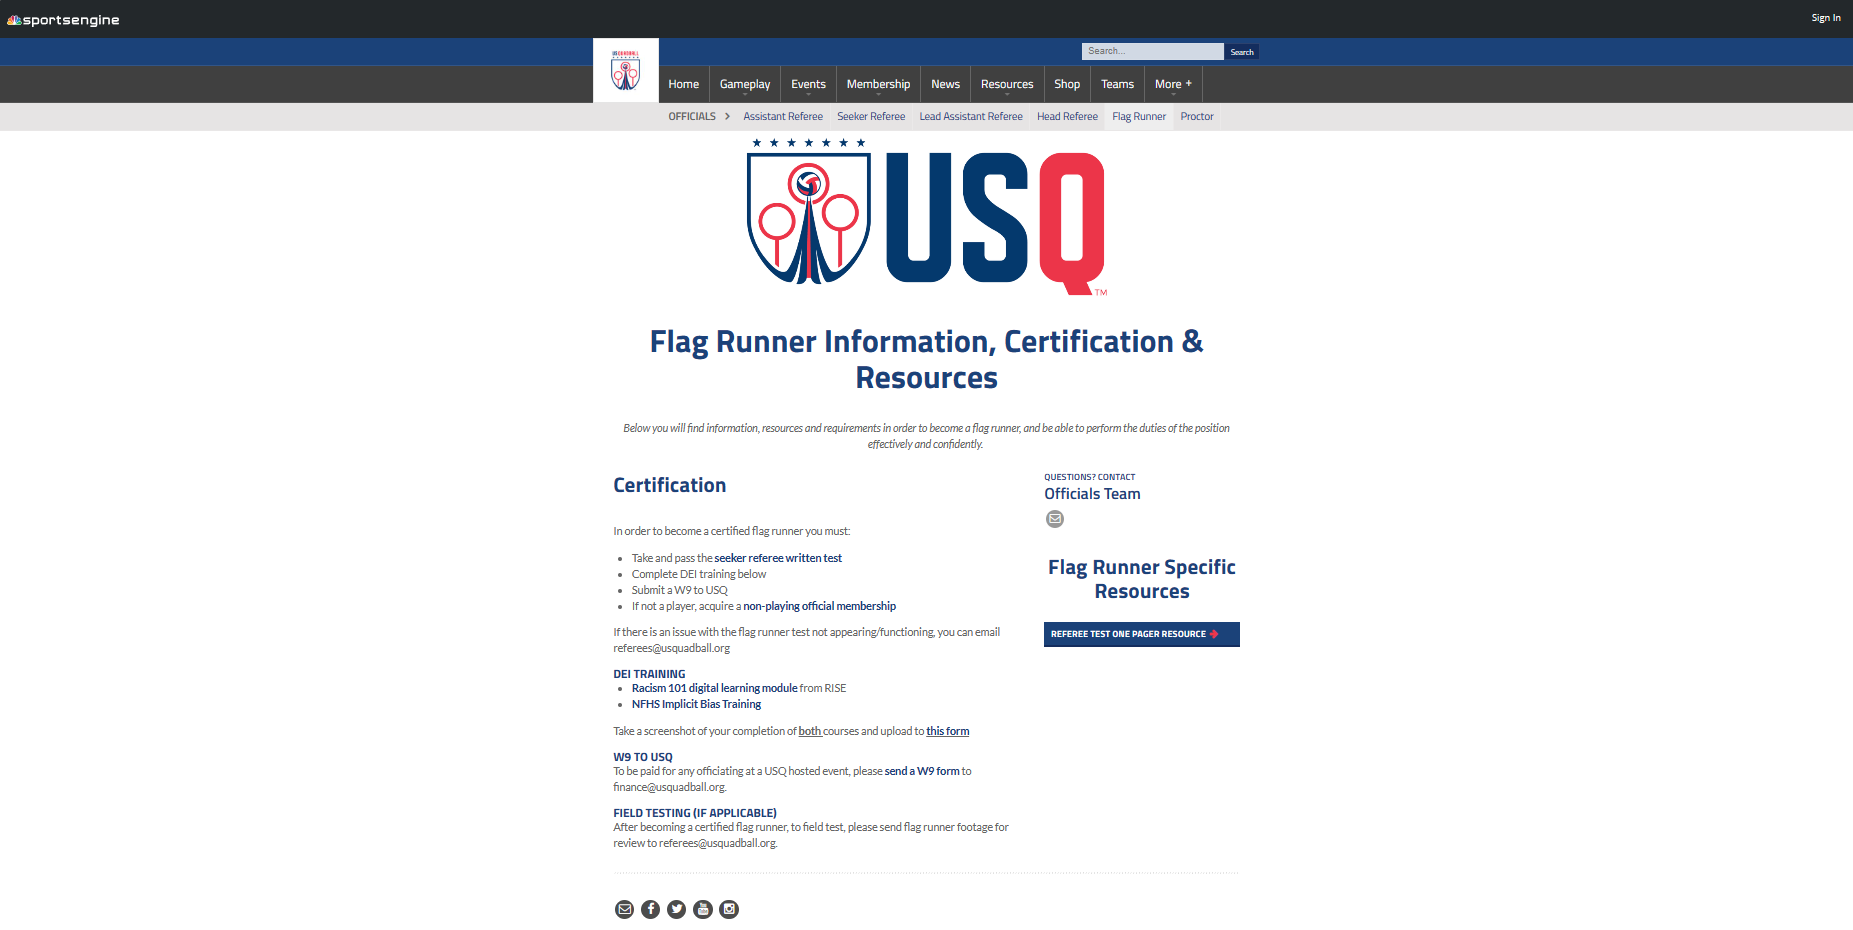 sportsengine
Sign In
US QUADBALL
Search...
Search
Home
Gameplay
Events
Membership
News
Resources
Shop
Teams
More +
OFFICIALS
Assistant Referee
Seeker Referee
Lead Assistant Referee
Head Referee
Flag Runner
Proctor
USQ
TM
Flag Runner Information, Certification &
Resources
Below you will find information, resources and requirements in order to become a flag runner, and be able to perform the duties of the position
effectively and confidently.
Certification
In order to become a certified flag runner you must:
Take and pass the seeker referee written test
Complete DEI training below
Submit a W9 to USQ
If not a player, acquire a non-playing official membership
If there is an issue with the flag runner test not appearing/functioning, you can email
referees@usquadball.org
DEI TRAINING
Racism 101 digital learning module from RISE
NFHS Implicit Bias Training
Take a screenshot of your completion of both courses and upload to this form
W9 TO USQ
To be paid for any officiating at a USQ hosted event, please send a W9 form to
finance@usquadball.org.
FIELD TESTING (IF APPLICABLE)
After becoming a certified flag runner, to field test, please send flag runner footage for
review to referees@usquadball.org.
QUESTIONS? CONTACT
Officials Team
Flag Runner Specific
Resources
REFEREE TEST ONE PAGER RESOURCE